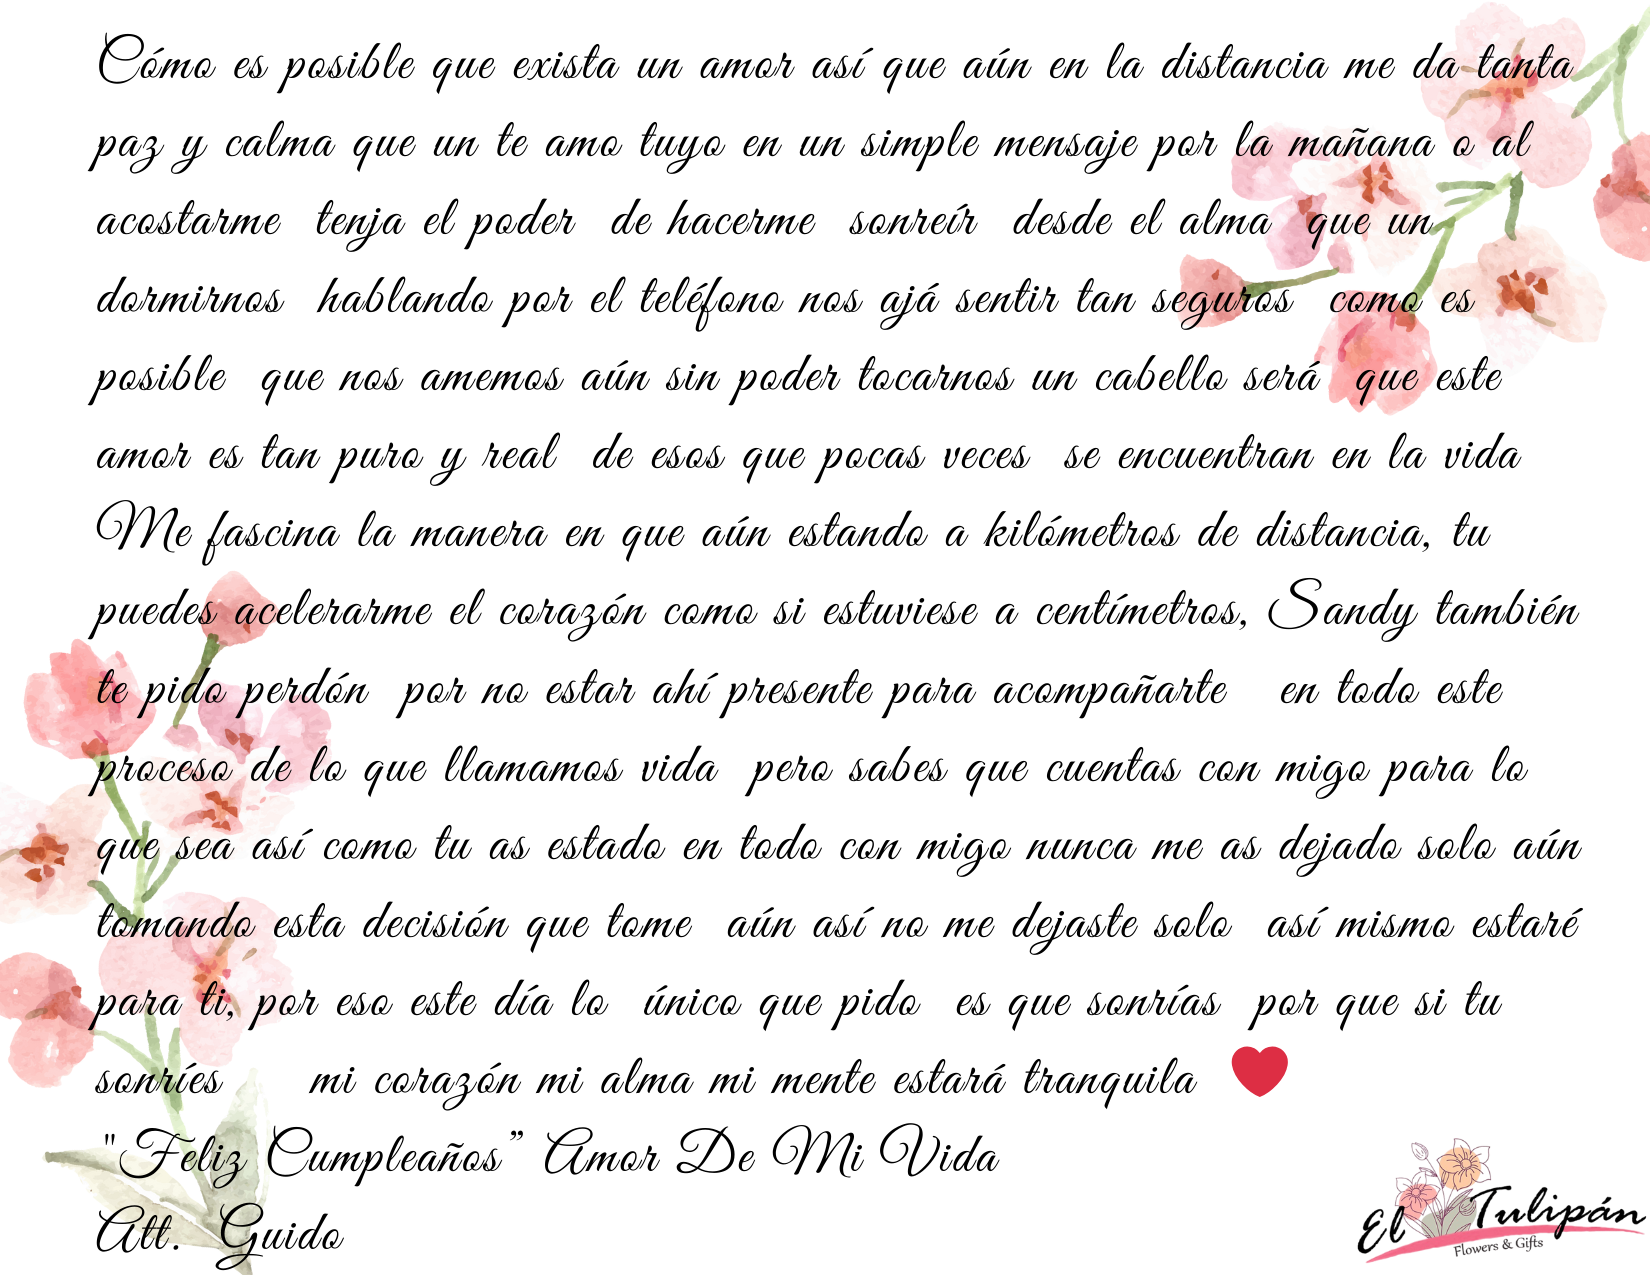 Cómo es posible que exista un amor así que aún en la distancia me da tanta
paz y calma que un te amo tuyo en un simple mensaje por la mañana o al
acostarme tenja el poder de hacerme sonreír desde el alma que un
dormirnos hablando por el teléfono nos ajá sentir tan seguros como es
posible que nos amemos aún sin poder tocarnos un cabello será que este
amor es tan puro y real de esos que pocas veces se encuentran en la vida
Me fascina la manera en que aún estando a kilómetros de distancia, tu
puedes acelerarme el corazón como si estuviese a centímetros, Sandy también
te pido perdón por no estar ahí presente para acompañarte en todo este
proceso de lo que llamamos vida pero sabes que cuentas con migo para lo
que sea así como tu as estado en todo con migo nunca me as dejado solo aún
tomando esta decisión que tome aún así no me dejaste solo así mismo estaré
para ti, por eso este día lo único que pido es que sonrías por que si tu
sonríes mi corazón mi alma mi mente estará tranquila ❤
"Feliz Cumpleaños” Amor De Mi Vida
Att. Guido
El Tulipán
Flowers & Gifts